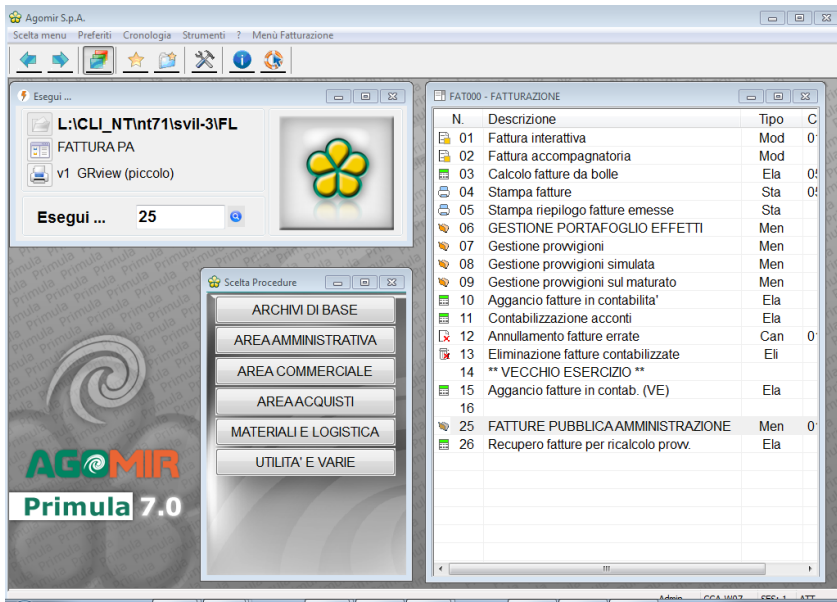 Agomir S.p.A.
Scelta menu Preferiti Cronologia Strumenti ? Menù Fatturazione
Esegui ...
L:\CLI_NT\nt71\svil-3\FL
FATTURA PA
v1 GRview (piccolo)
Esegui ... 25
Scelta Procedure
ARCHIVI DI BASE
AREA AMMINISTRATIVA
AREA COMMERCIALE
AREA ACQUISTI
MATERIALI E LOGISTICA
UTILITA' E VARIE
AGOMIR
Primula 7.0
FAT000 - FATTURAZIONE
N. Descrizione Tipo C
01 Fattura interattiva Mod 01
02 Fattura accompagnatoria Mod
03 Calcolo fatture da bolle Ela 05
04 Stampa fatture Sta 05
05 Stampa riepilogo fatture emesse Sta
06 GESTIONE PORTAFOGLIO EFFETTI Men
07 Gestione provvigioni Men
08 Gestione provvigioni simulata Men
09 Gestione provvigioni sul maturato Men
10 Aggancio fatture in contabilita' Ela
11 Contabilizzazione acconti Ela
12 Annullamento fatture errate Can 0
13 Eliminazione fatture contabilizzate Eli
14 ** VECCHIO ESERCIZIO **
15 Aggancio fatture in contab. (VE) Ela
16
25 FATTURE PUBBLICA AMMINISTRAZIONE Men 0
26 Recupero fatture per ricalcolo provv. Ela